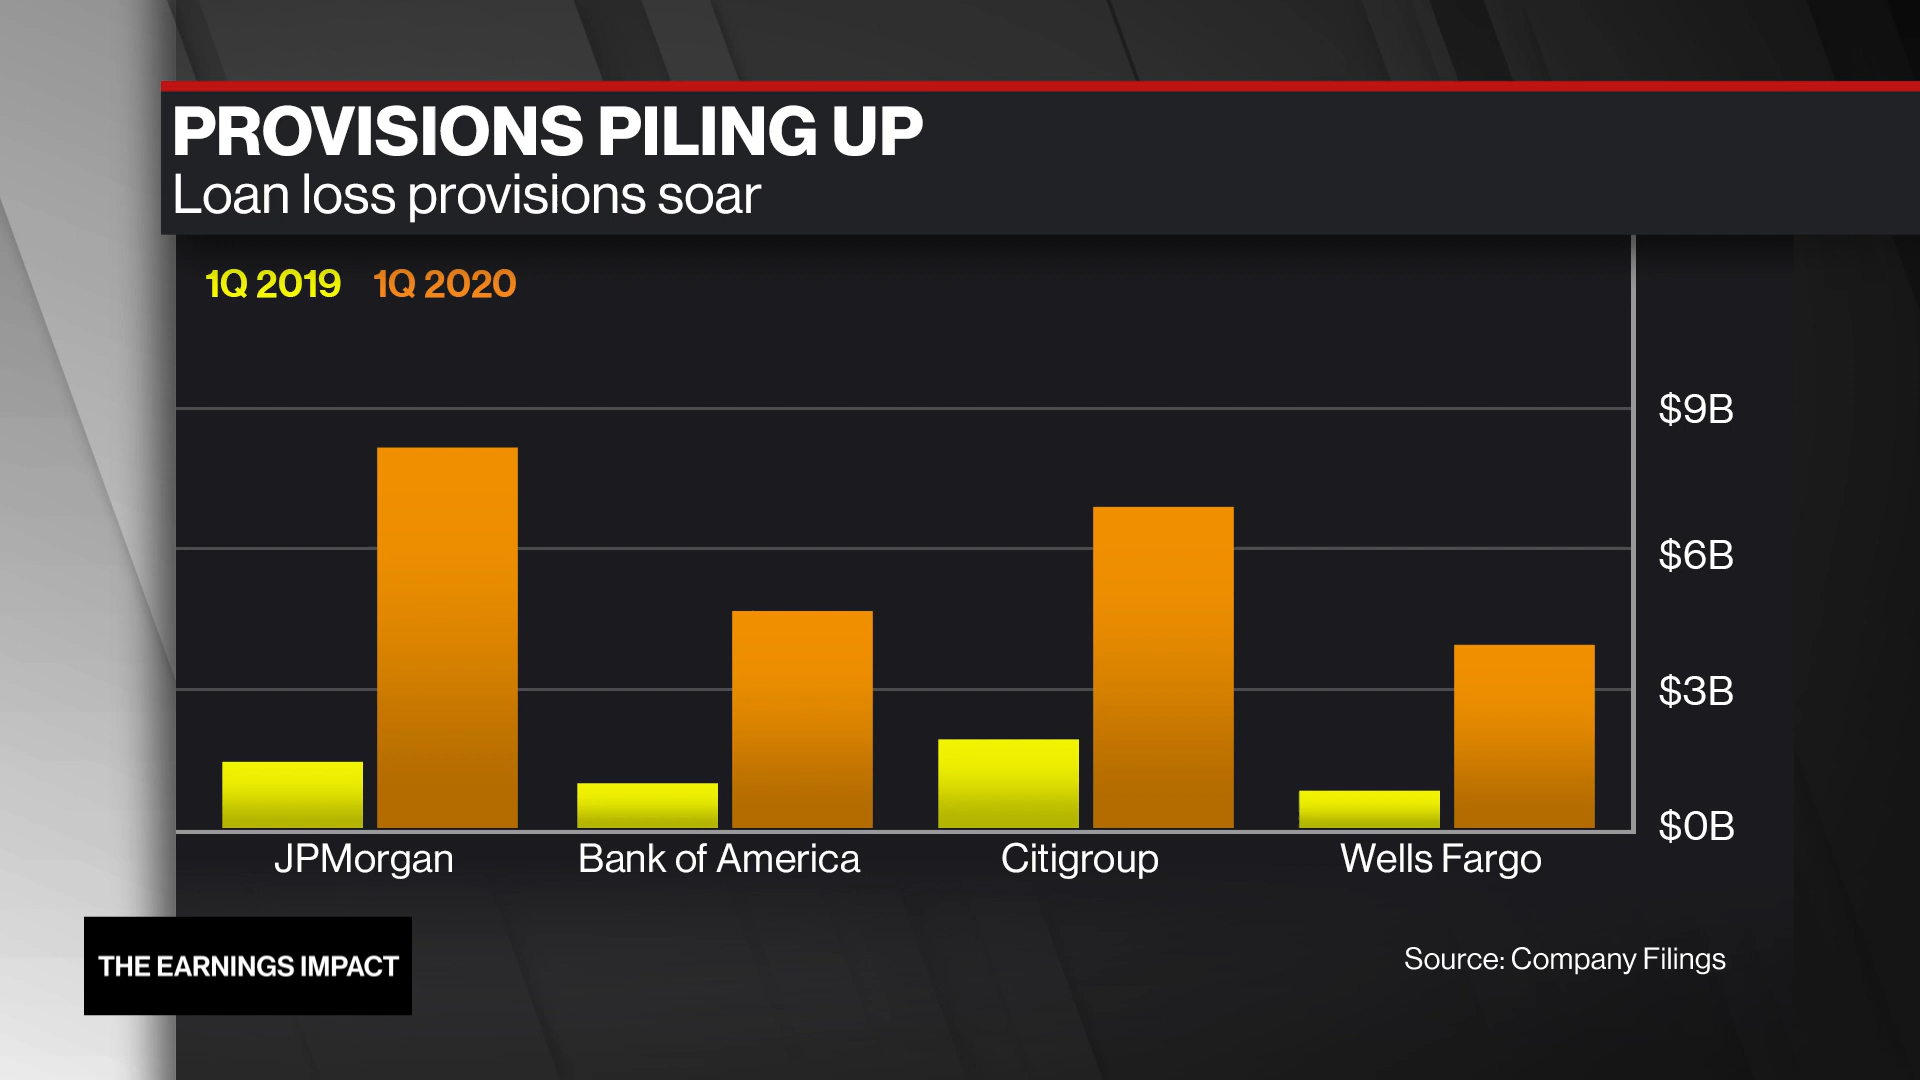 PROVISIONS PILING UP
Loan loss provisions soar
1Q 2019 1Q 2020
$9B
$6B
$3B
$0B
JPMorgan Bank of America Citigroup Wells Fargo
THE EARNINGS IMPACT
Source: Company Filings